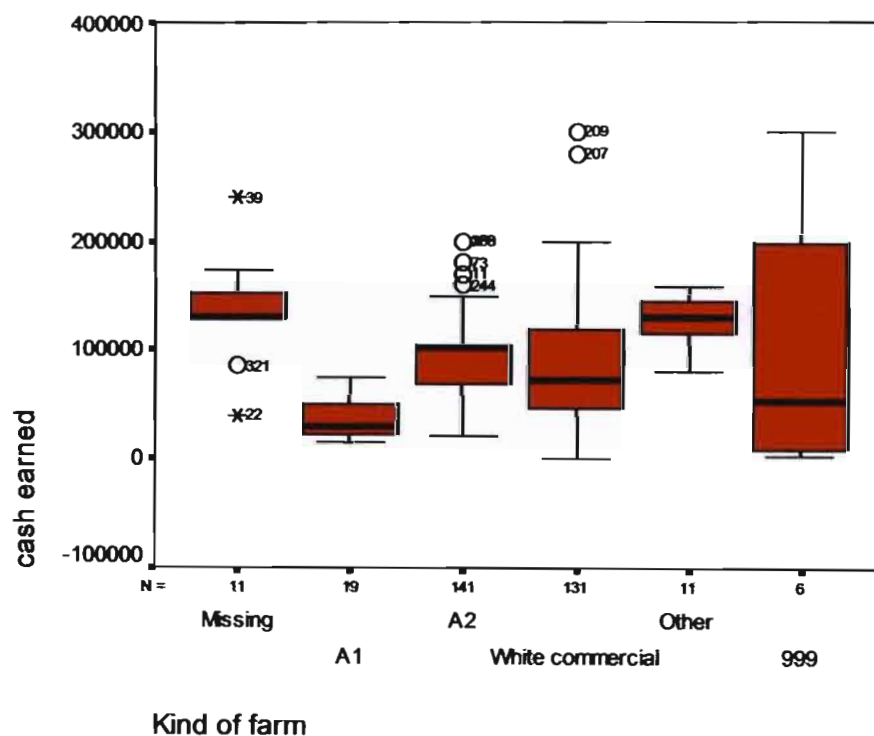 400000
300000
200000
100000
0
-100000
cash earned
39
321
22
73
11
244
209
207
N = 11 19 141 131 11 6
Missing A2 Other
A1 White commercial 999
Kind of farm